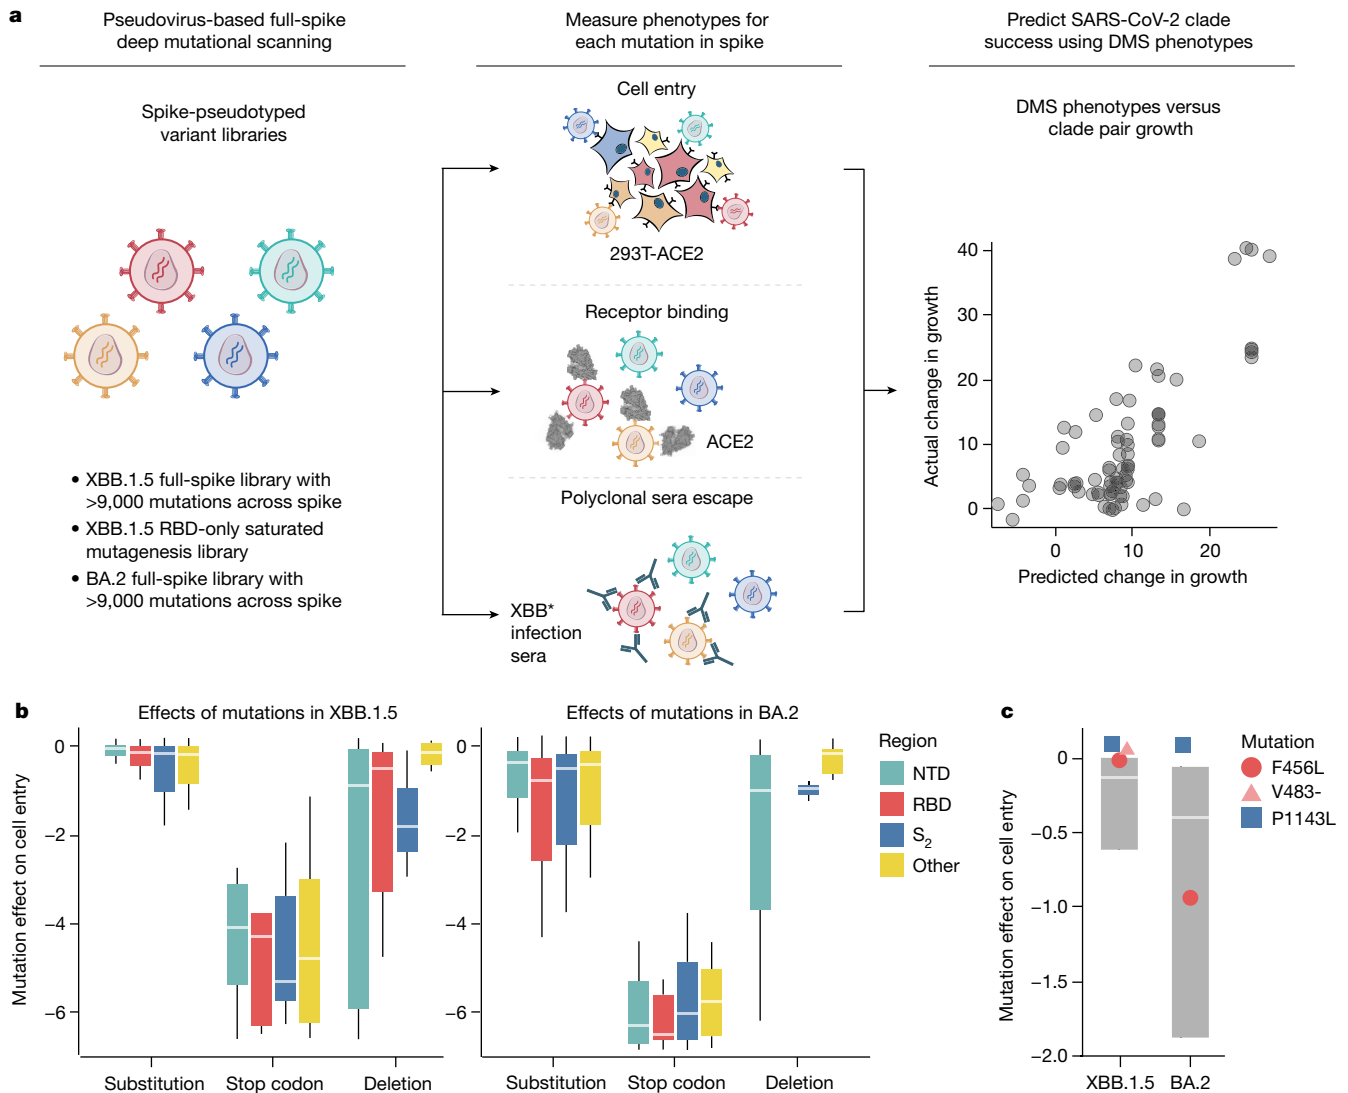 a
Pseudovirus-based full-spike
deep mutational scanning
Measure phenotypes for
each mutation in spike
Predict SARS-CoV-2 clade
success using DMS phenotypes
Spike-pseudotyped
variant libraries
• XBB.1.5 full-spike library with
>9,000 mutations across spike
• XBB.1.5 RBD-only saturated
mutagenesis library
• BA.2 full-spike library with
>9,000 mutations across spike
Cell entry
293T-ACE2
Receptor binding
ACE2
Polyclonal sera escape
XBB*
infection
sera
DMS phenotypes versus
clade pair growth
Actual change in growth
40
30
20
10
0
0 10 20
Predicted change in growth
b
Effects of mutations in XBB.1.5
Mutation effect on cell entry
0
−2
−4
−6
Substitution Stop codon Deletion
Effects of mutations in BA.2
0
−2
−4
−6
Substitution Stop codon Deletion
Region
NTD
RBD
S2
Other
c
Mutation effect on cell entry
0
−0.5
−1.0
−1.5
−2.0
XBB.1.5 BA.2
Mutation
F456L
V483-
P1143L